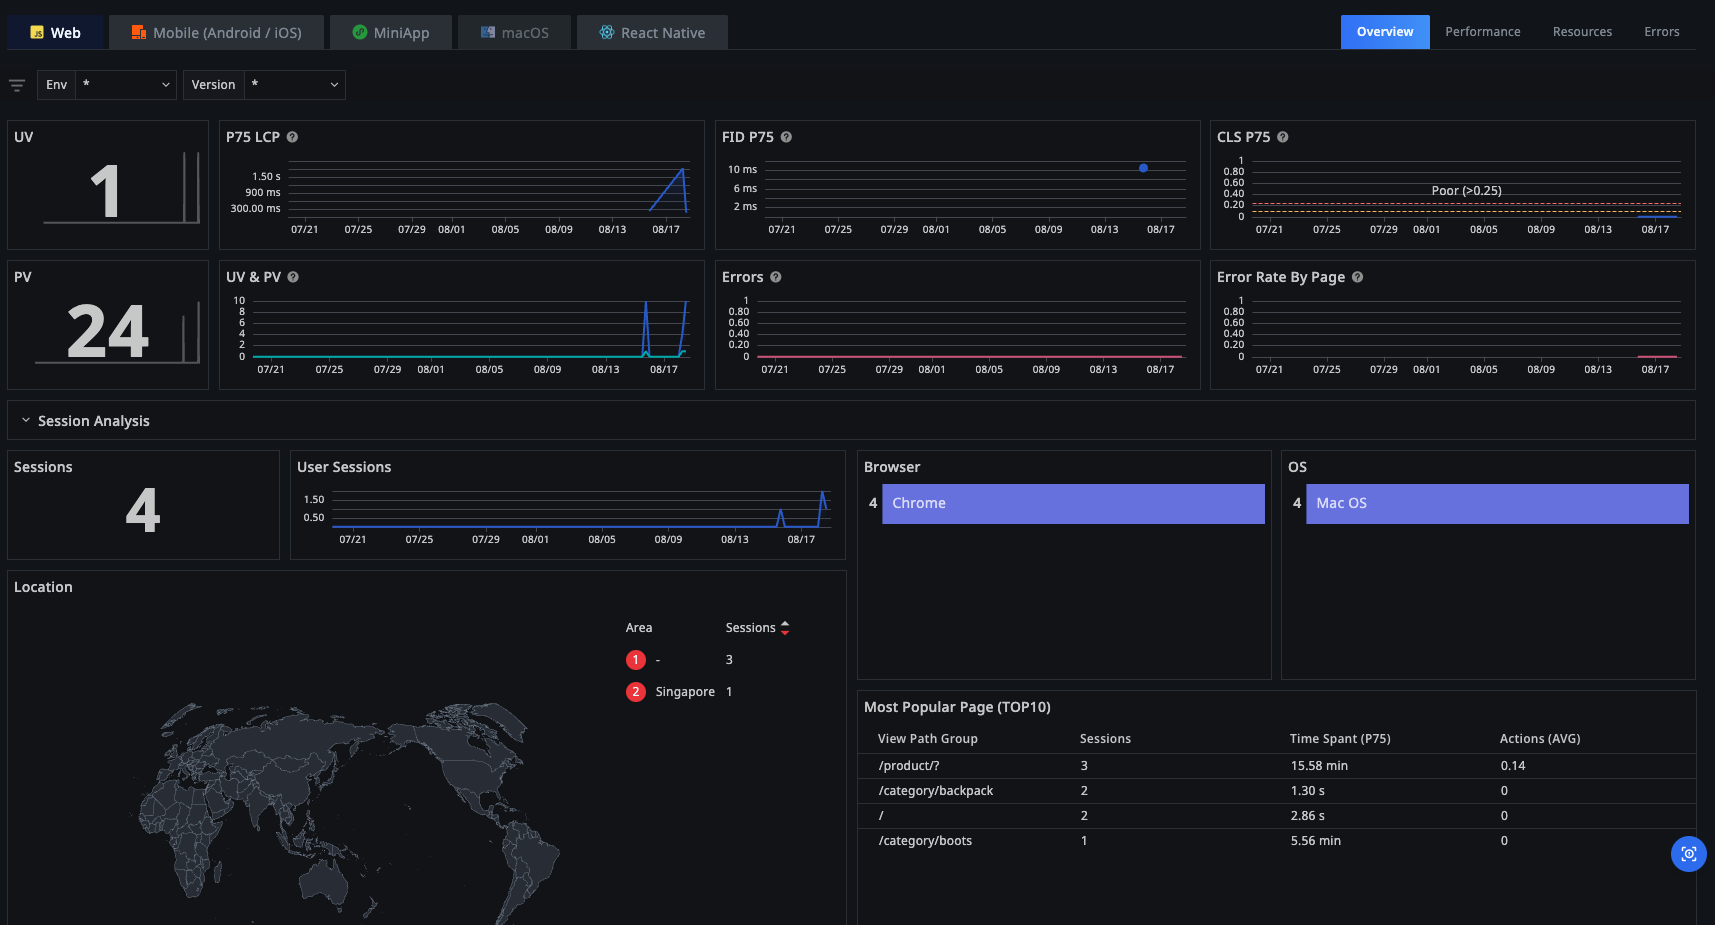 Web Mobile (Android / iOS) MiniApp macOS React Native Overview Performance Resources Errors
Env * Version *
UV
1
P75 LCP
1.50 s
900 ms
300.00 ms
07/21 07/25 07/29 08/01 08/05 08/09 08/13 08/17
FID P75
10 ms
6 ms
2 ms
07/21 07/25 07/29 08/01 08/05 08/09 08/13 08/17
CLS P75
1
0.80
0.60
0.40
0.20
0
Poor (>0.25)
07/21 07/25 07/29 08/01 08/05 08/09 08/13 08/17
PV
24
UV & PV
10
8
6
4
2
0
07/21 07/25 07/29 08/01 08/05 08/09 08/13 08/17
Errors
1
0.80
0.60
0.40
0.20
0
07/21 07/25 07/29 08/01 08/05 08/09 08/13 08/17
Error Rate By Page
1
0.80
0.60
0.40
0.20
0
07/21 07/25 07/29 08/01 08/05 08/09 08/13 08/17
Session Analysis
Sessions
4
User Sessions
1.50
0.50
07/21 07/25 07/29 08/01 08/05 08/09 08/13 08/17
Browser
4 Chrome
OS
4 Mac OS
Location
Area Sessions
1 - 3
2 Singapore 1
Most Popular Page (TOP10)
View Path Group Sessions Time Spant (P75) Actions (AVG)
/product/? 3 15.58 min 0.14
/category/backpack 2 1.30 s 0
/ 2 2.86 s 0
/category/boots 1 5.56 min 0